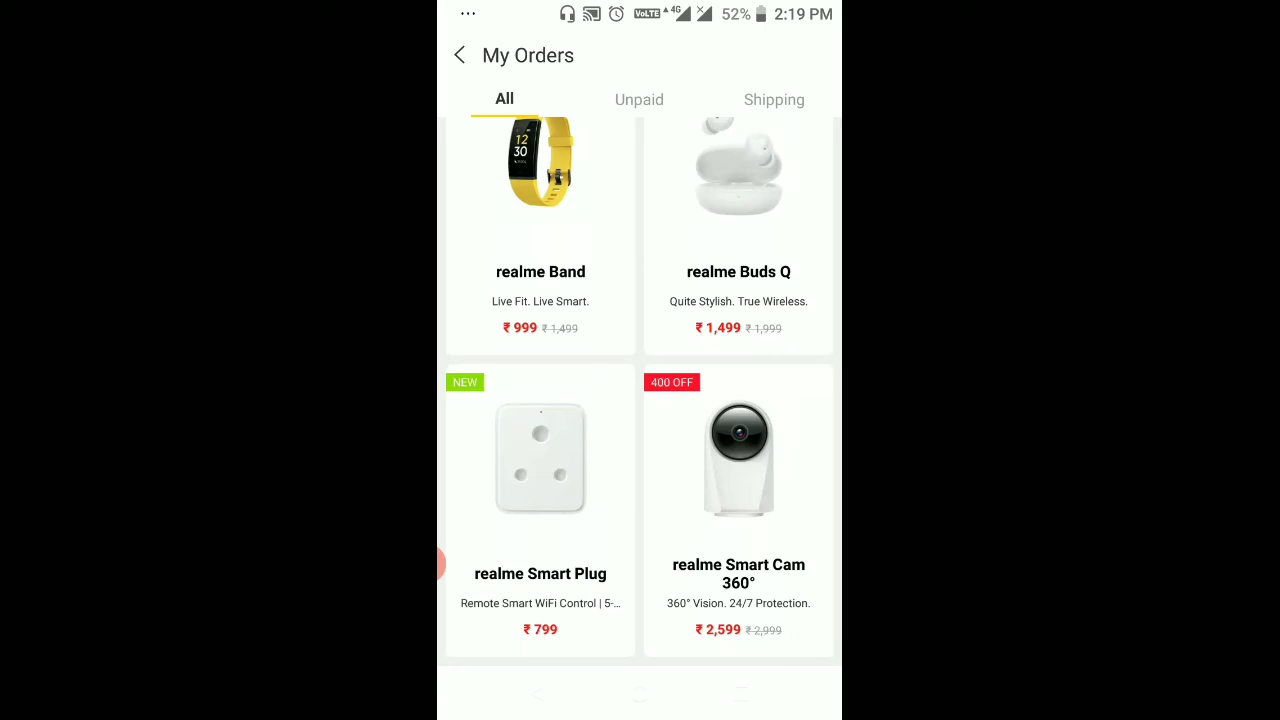 ... VoLTE 4G 52% 2:19 PM
My Orders
All Unpaid Shipping
12
30
realme Band
Live Fit. Live Smart.
₹ 999 ₹ 1,499
realme Buds Q
Quite Stylish. True Wireless.
₹ 1,499 ₹ 1,999
NEW
realme Smart Plug
Remote Smart WiFi Control | 5-...
₹ 799
400 OFF
realme Smart Cam
360°
360° Vision. 24/7 Protection.
₹ 2,599 ₹ 2,999